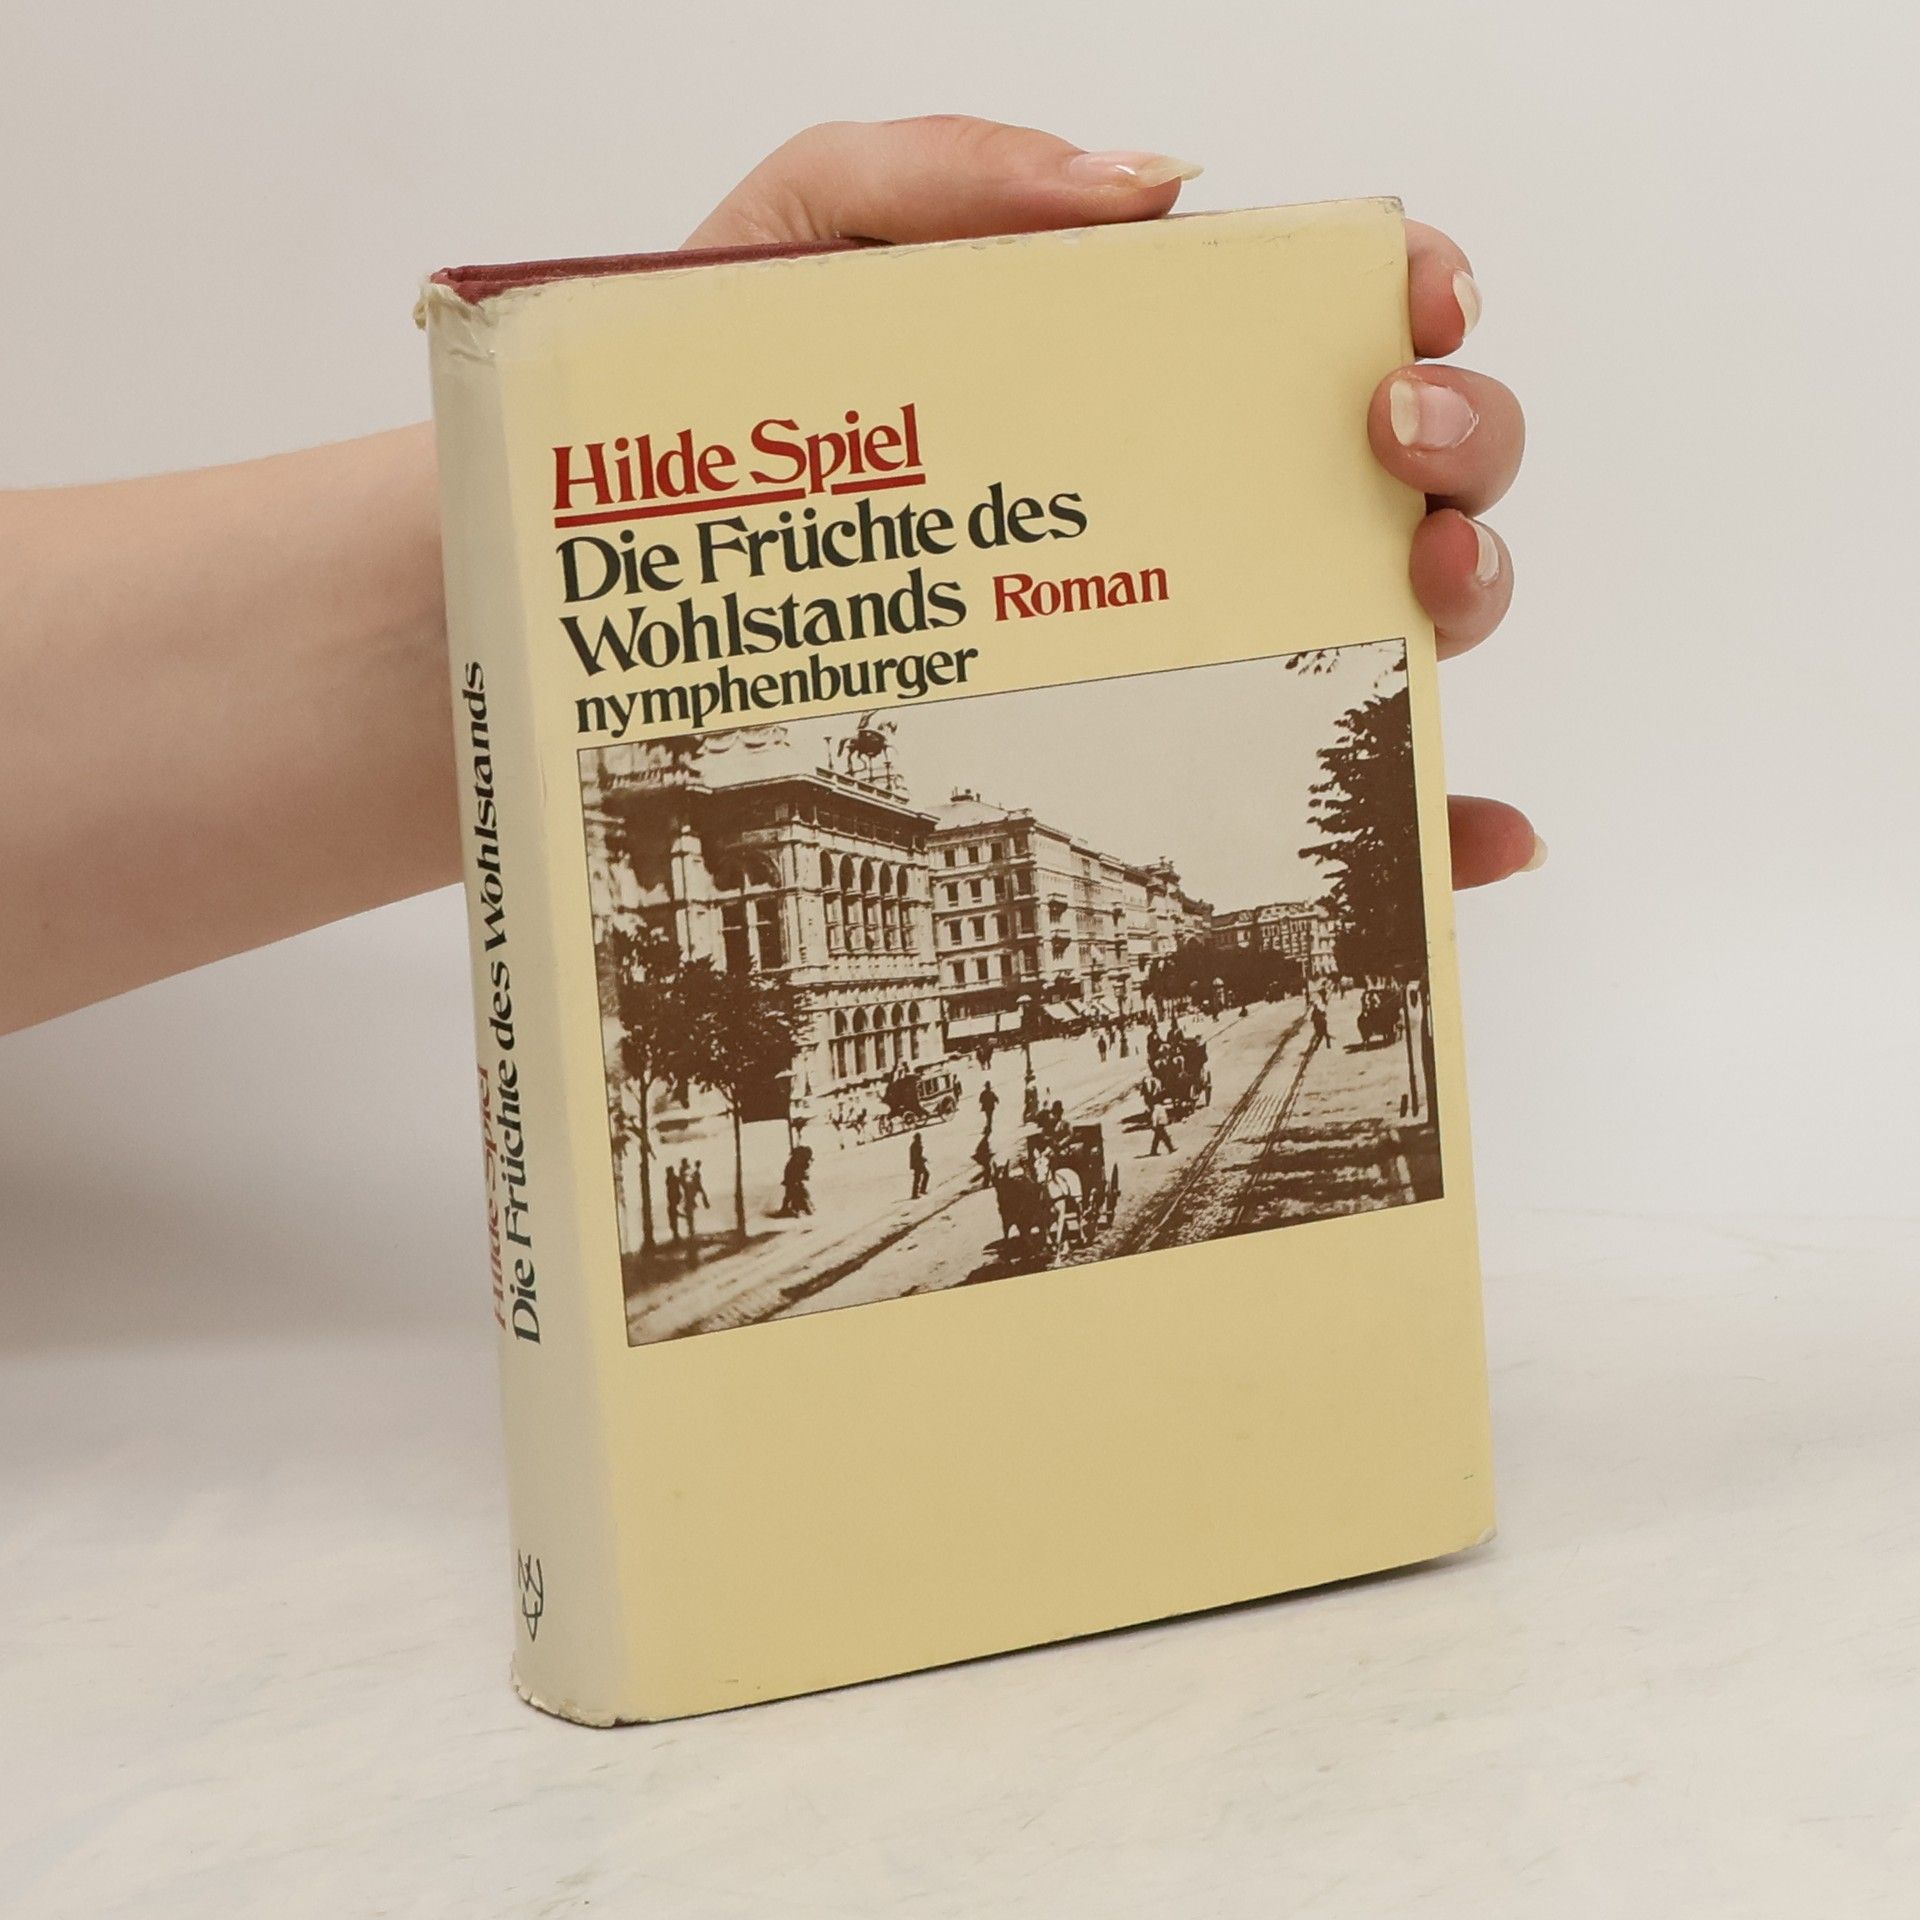 Hilde Spiel
Die Früchte des
Wohlstands Roman
nymphenburger
Hilde Spiel
Die Früchte des Wohlstands